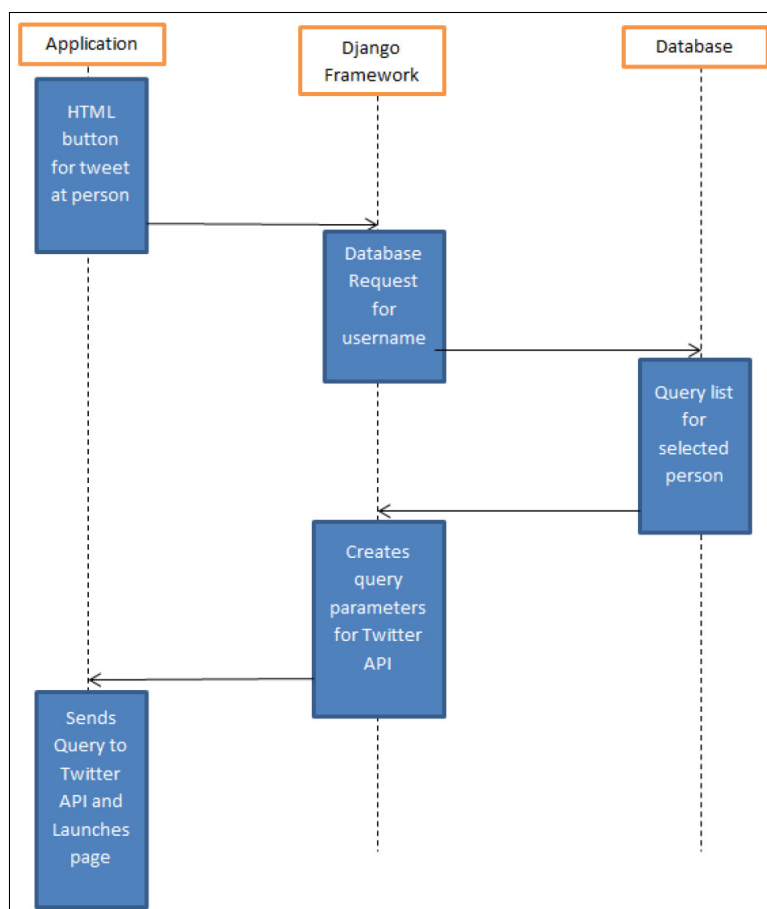 Application
Django
Framework
Database
HTML
button
for tweet
at person
Database
Request
for
username
Query list
for
selected
person
Creates
query
parameters
for Twitter
API
Sends
Query to
Twitter
API and
Launches
page